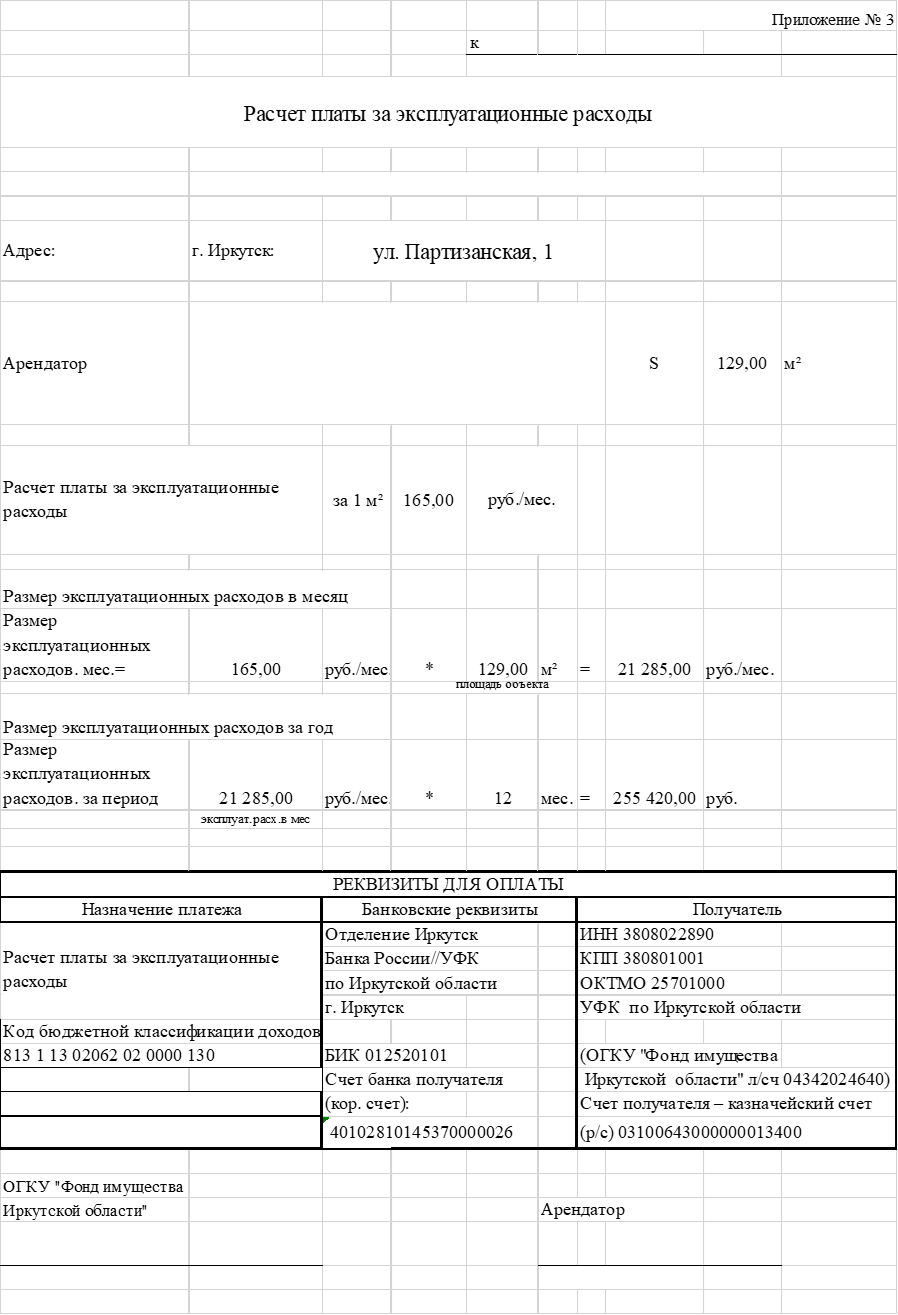 Приложение № 3
к
Расчет платы за эксплуатационные расходы
Адрес: г. Иркутск: ул. Партизанская, 1
Арендатор S 129,00 м²
Расчет платы за эксплуатационные
расходы
за 1 м² 165,00 руб./мес.
Размер эксплуатационных расходов в месяц
Размер
эксплуатационных
расходов. мес.= 165,00 руб./мес. * 129,00 м² = 21 285,00 руб./мес.
площадь объекта
Размер эксплуатационных расходов за год
Размер
эксплуатационных
расходов. за период 21 285,00 руб./мес. * 12 мес. = 255 420,00 руб.
эксплуат.расх.в мес
РЕКВИЗИТЫ ДЛЯ ОПЛАТЫ
Назначение платежа Банковские реквизиты Получатель
Расчет платы за эксплуатационные
расходы
Код бюджетной классификации доходов
813 1 13 02062 02 0000 130
Отделение Иркутск
Банка России//УФК
по Иркутской области
г. Иркутск
БИК 012520101
Счет банка получателя
(кор. счет):
40102810145370000026
ИНН 3808022890
КПП 380801001
ОКТМО 25701000
УФК по Иркутской области
(ОГКУ "Фонд имущества
Иркутской области" л/сч 04342024640)
Счет получателя – казначейский счет
(р/с) 03100643000000013400
ОГКУ "Фонд имущества
Иркутской области"
Арендатор